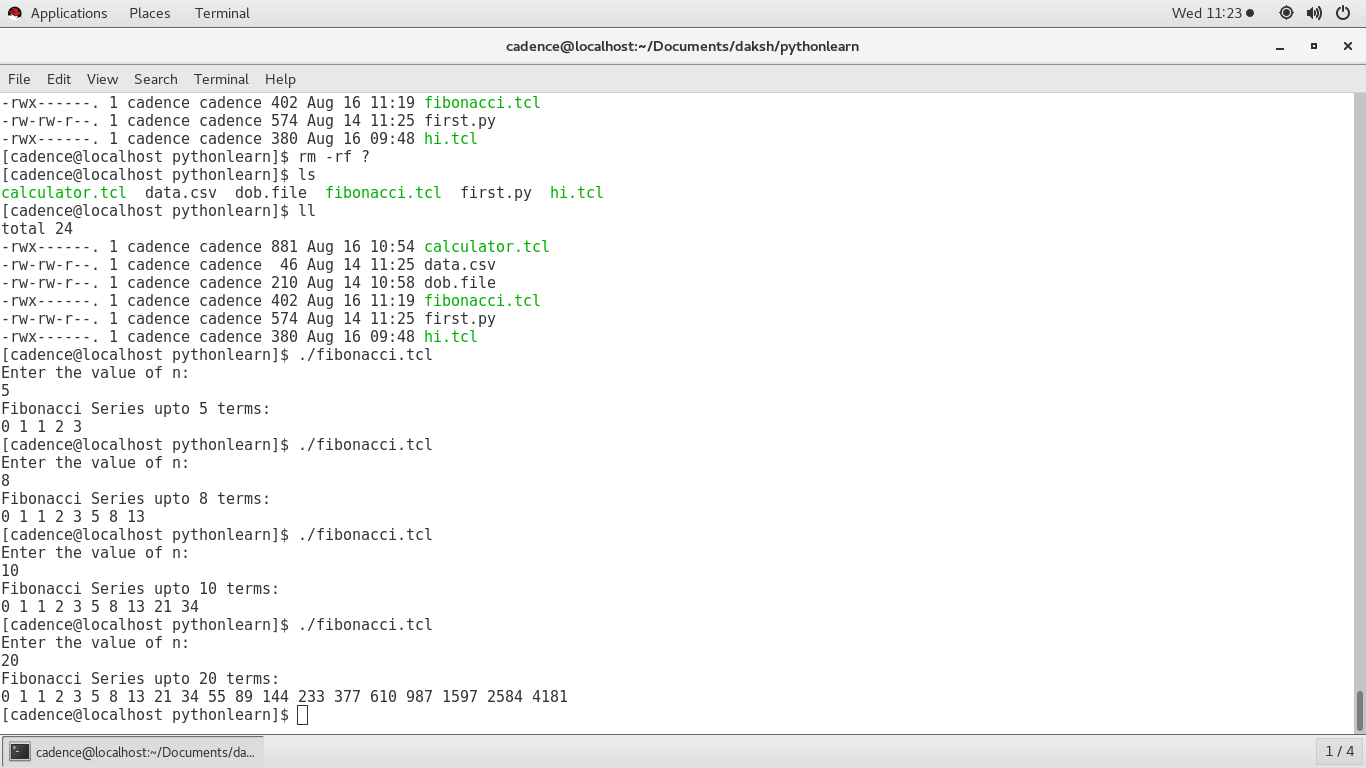 Applications Places Terminal Wed 11:23
cadence@localhost:~/Documents/daksh/pythonlearn
File Edit View Search Terminal Help
-rwx------. 1 cadence cadence 402 Aug 16 11:19 fibonacci.tcl
-rw-rw-r--. 1 cadence cadence 574 Aug 14 11:25 first.py
-rwx------. 1 cadence cadence 380 Aug 16 09:48 hi.tcl
[cadence@localhost pythonlearn]$ rm -rf ?
[cadence@localhost pythonlearn]$ ls
calculator.tcl  data.csv  dob.file  fibonacci.tcl  first.py  hi.tcl
[cadence@localhost pythonlearn]$ ll
total 24
-rwx------. 1 cadence cadence 881 Aug 16 10:54 calculator.tcl
-rw-rw-r--. 1 cadence cadence  46 Aug 14 11:25 data.csv
-rw-rw-r--. 1 cadence cadence 210 Aug 14 10:58 dob.file
-rwx------. 1 cadence cadence 402 Aug 16 11:19 fibonacci.tcl
-rw-rw-r--. 1 cadence cadence 574 Aug 14 11:25 first.py
-rwx------. 1 cadence cadence 380 Aug 16 09:48 hi.tcl
[cadence@localhost pythonlearn]$ ./fibonacci.tcl
Enter the value of n:
5
Fibonacci Series upto 5 terms:
0 1 1 2 3
[cadence@localhost pythonlearn]$ ./fibonacci.tcl
Enter the value of n:
8
Fibonacci Series upto 8 terms:
0 1 1 2 3 5 8 13
[cadence@localhost pythonlearn]$ ./fibonacci.tcl
Enter the value of n:
10
Fibonacci Series upto 10 terms:
0 1 1 2 3 5 8 13 21 34
[cadence@localhost pythonlearn]$ ./fibonacci.tcl
Enter the value of n:
20
Fibonacci Series upto 20 terms:
0 1 1 2 3 5 8 13 21 34 55 89 144 233 377 610 987 1597 2584 4181
[cadence@localhost pythonlearn]$
cadence@localhost:~/Documents/da... 1 / 4